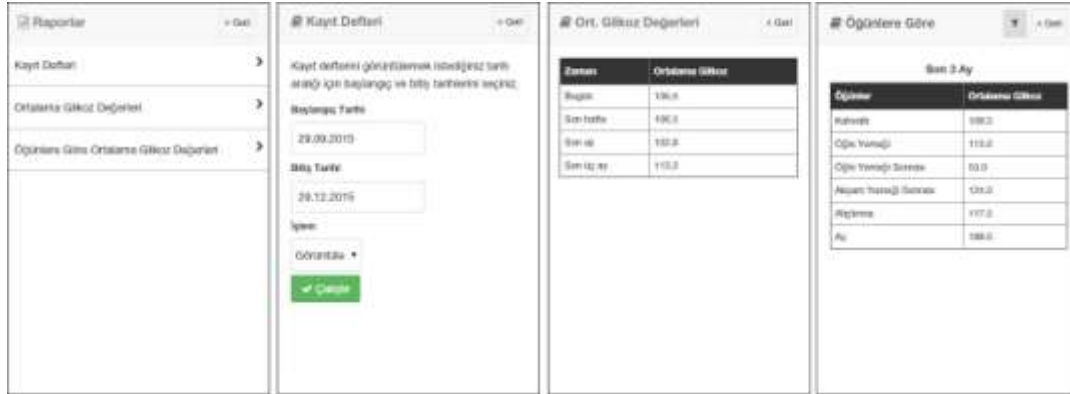 Raporlar
< Geri
Kayıt Defteri
Ortalama Glikoz Değerleri
Öğünlere Göre Ortalama Glikoz Değerleri
Kayıt Defteri
< Geri
Kayıt defterini görüntülemek istediğiniz tarih
aralığı için başlangıç ve bitiş tarihlerini seçiniz.
Başlangıç Tarihi
29.09.2015
Bitiş Tarihi
29.12.2015
İşlem
Görüntüle
Çalıştır
Ort. Glikoz Değerleri
< Geri
Zaman Ortalama Glikoz
Bugün
Son hafta
Son ay
Son üç ay
Öğünlere Göre
< Geri
Son 3 Ay
Öğünler Ortalama Glikoz
Kahvaltı
Öğle Yemeği
Öğle Yemeği Sonrası
Akşam Yemeği Sonrası
Atıştırma